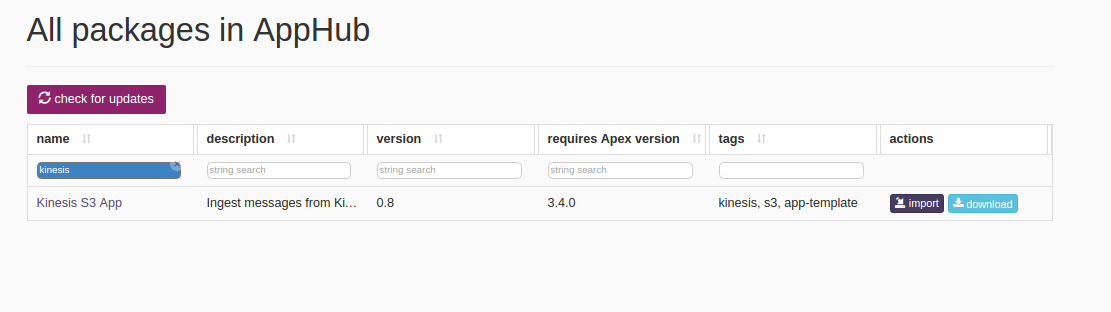 All packages in AppHub
check for updates
name description version requires Apex version tags actions
kinesis string search string search string search
Kinesis S3 App Ingest messages from Ki... 0.8 3.4.0 kinesis, s3, app-template import download